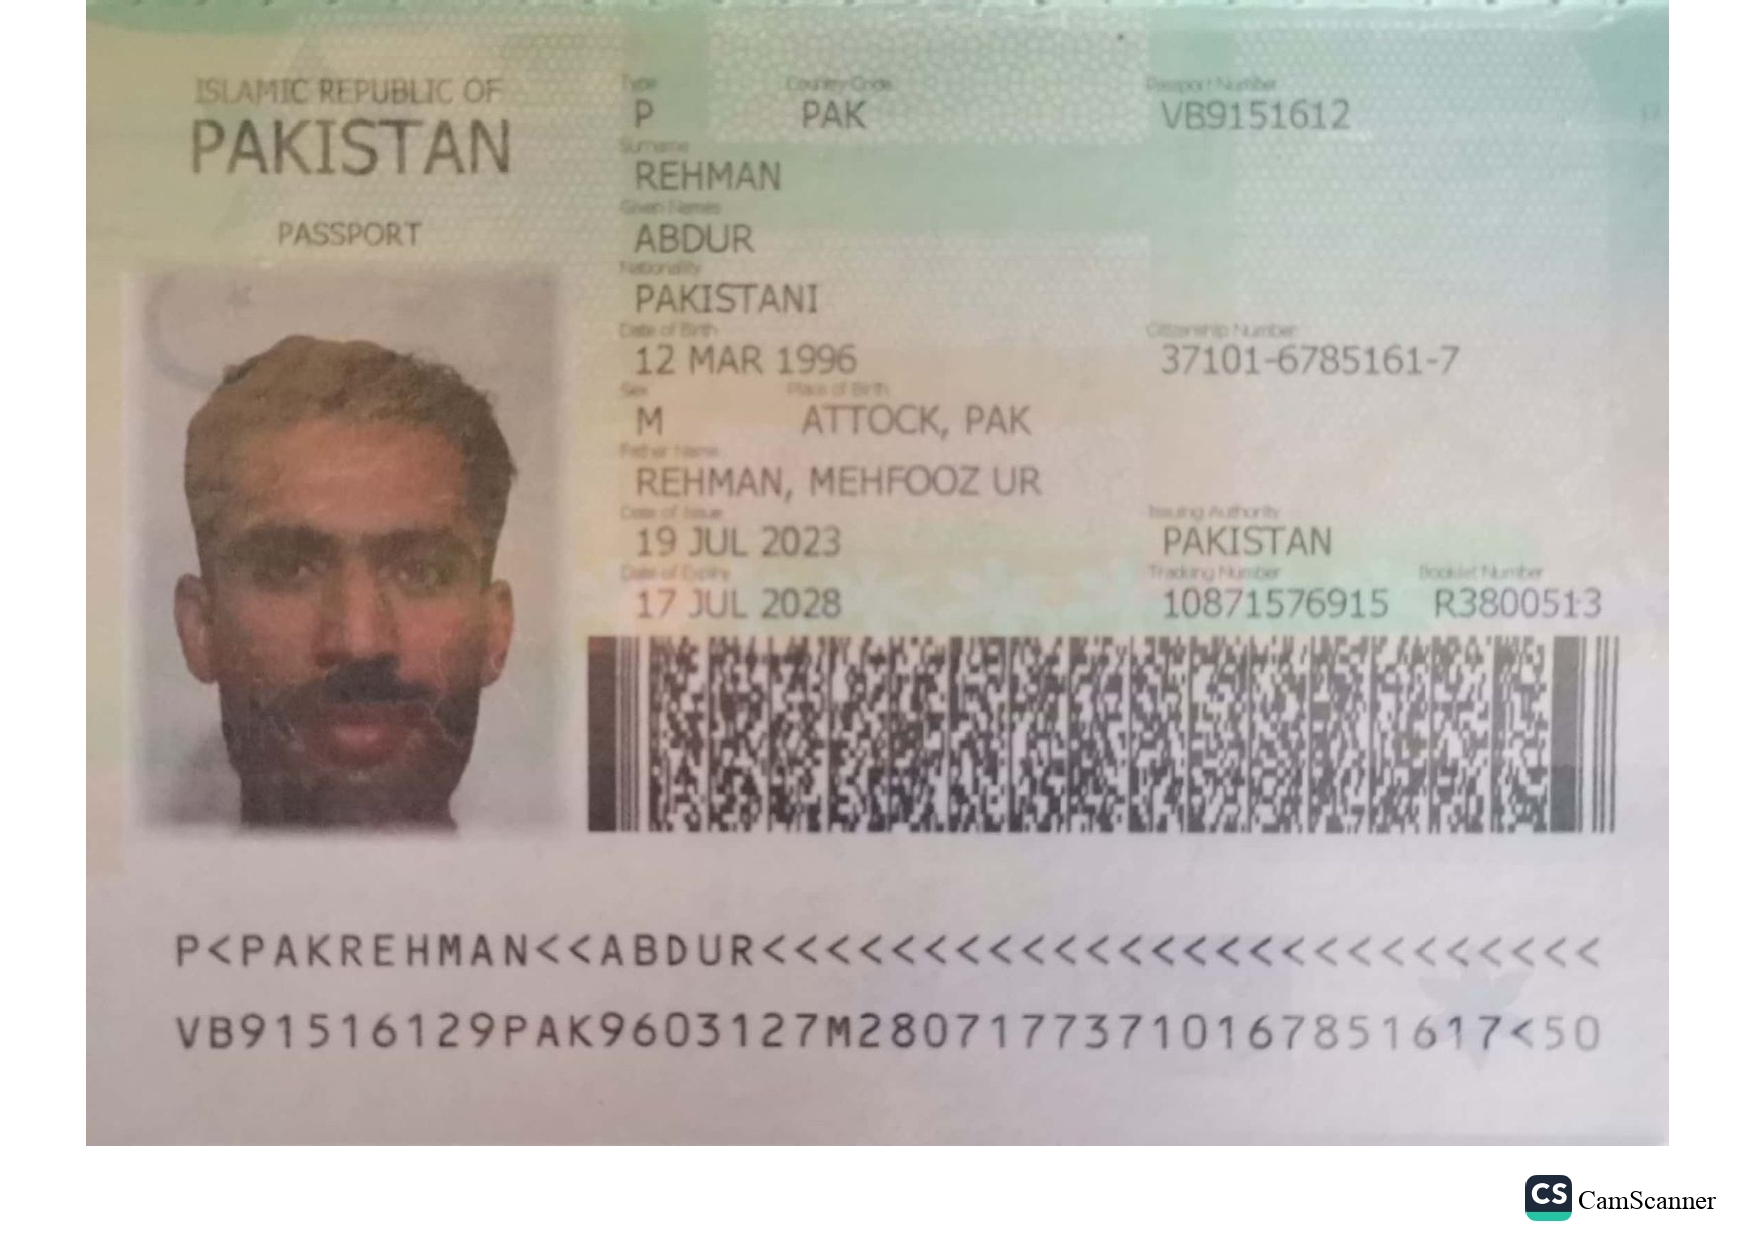 ISLAMIC REPUBLIC OF
PAKISTAN
PASSPORT
Type Country Code Passport Number
P PAK VB9151612
Surname
REHMAN
Given Names
ABDUR
Nationality
PAKISTANI
Date of Birth Citizenship Number
12 MAR 1996 37101-6785161-7
Sex Place of Birth
M ATTOCK, PAK
Father Name
REHMAN, MEHFOOZ UR
Date of Issue Issuing Authority
19 JUL 2023 PAKISTAN
Date of Expiry Tracking Number Booklet Number
17 JUL 2028 10871576915 R3800513
P<PAKREHMAN<<ABDUR<<<<<<<<<<<<<<<<<<<<<<<<<<
VB91516129PAK9603127M28071773710167851617<50
CS CamScanner